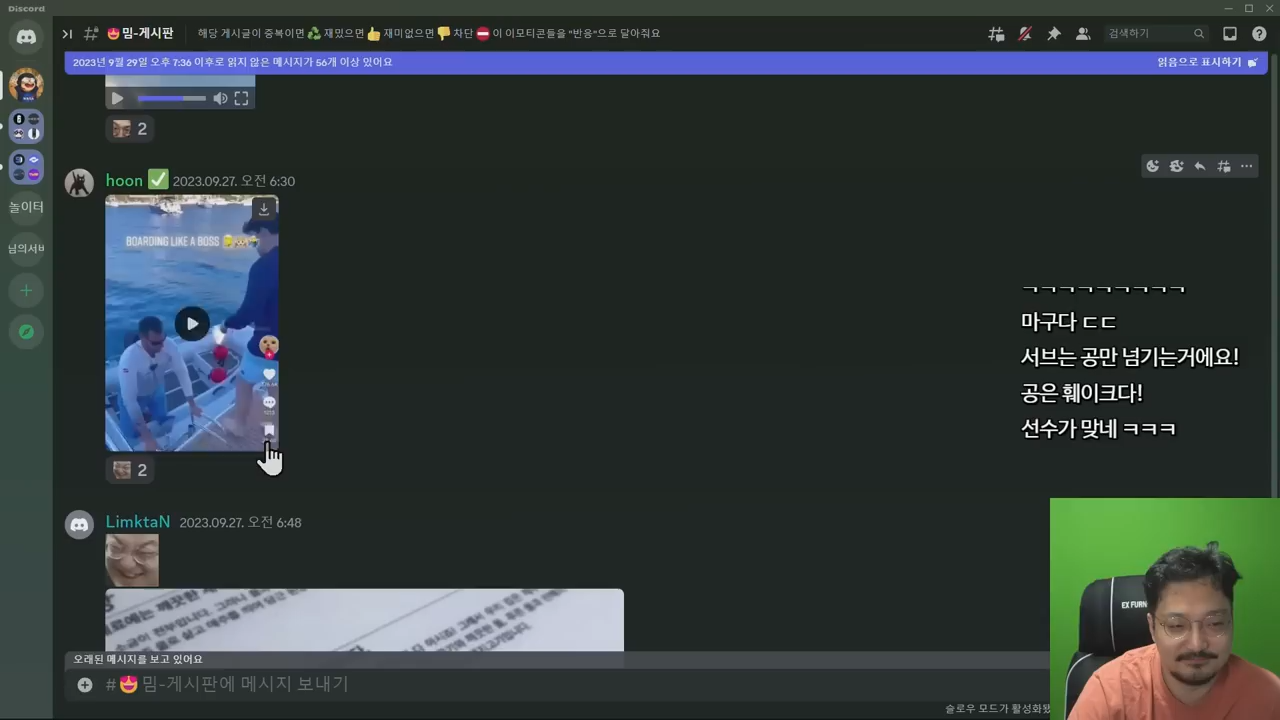 Discord
밈-게시판
해당 게시글이 중복이면 ♻️ 재밌으면 👍 재미없으면 👎 차단 ⛔ 이 이모티콘들을 "반응"으로 달아줘요
검색하기
2023년 9월 29일 오후 7:36 이후로 읽지 않은 메시지가 56개 이상 있어요
읽음으로 표시하기
2
hoon ✅ 2023.09.27. 오전 6:30
BOARDING LIKE A BOSS
2
놀이터
님의서버
LimktaN 2023.09.27. 오전 6:48
ㅋㅋㅋㅋㅋㅋㅋㅋㅋ
마구다 ㄷㄷ
서브는 공만 넘기는거에요!
공은 훼이크다!
선수가 맞네 ㅋㅋㅋ
EX FURN
오래된 메시지를 보고 있어요
#😍밈-게시판에 메시지 보내기
슬로우 모드가 활성화됐